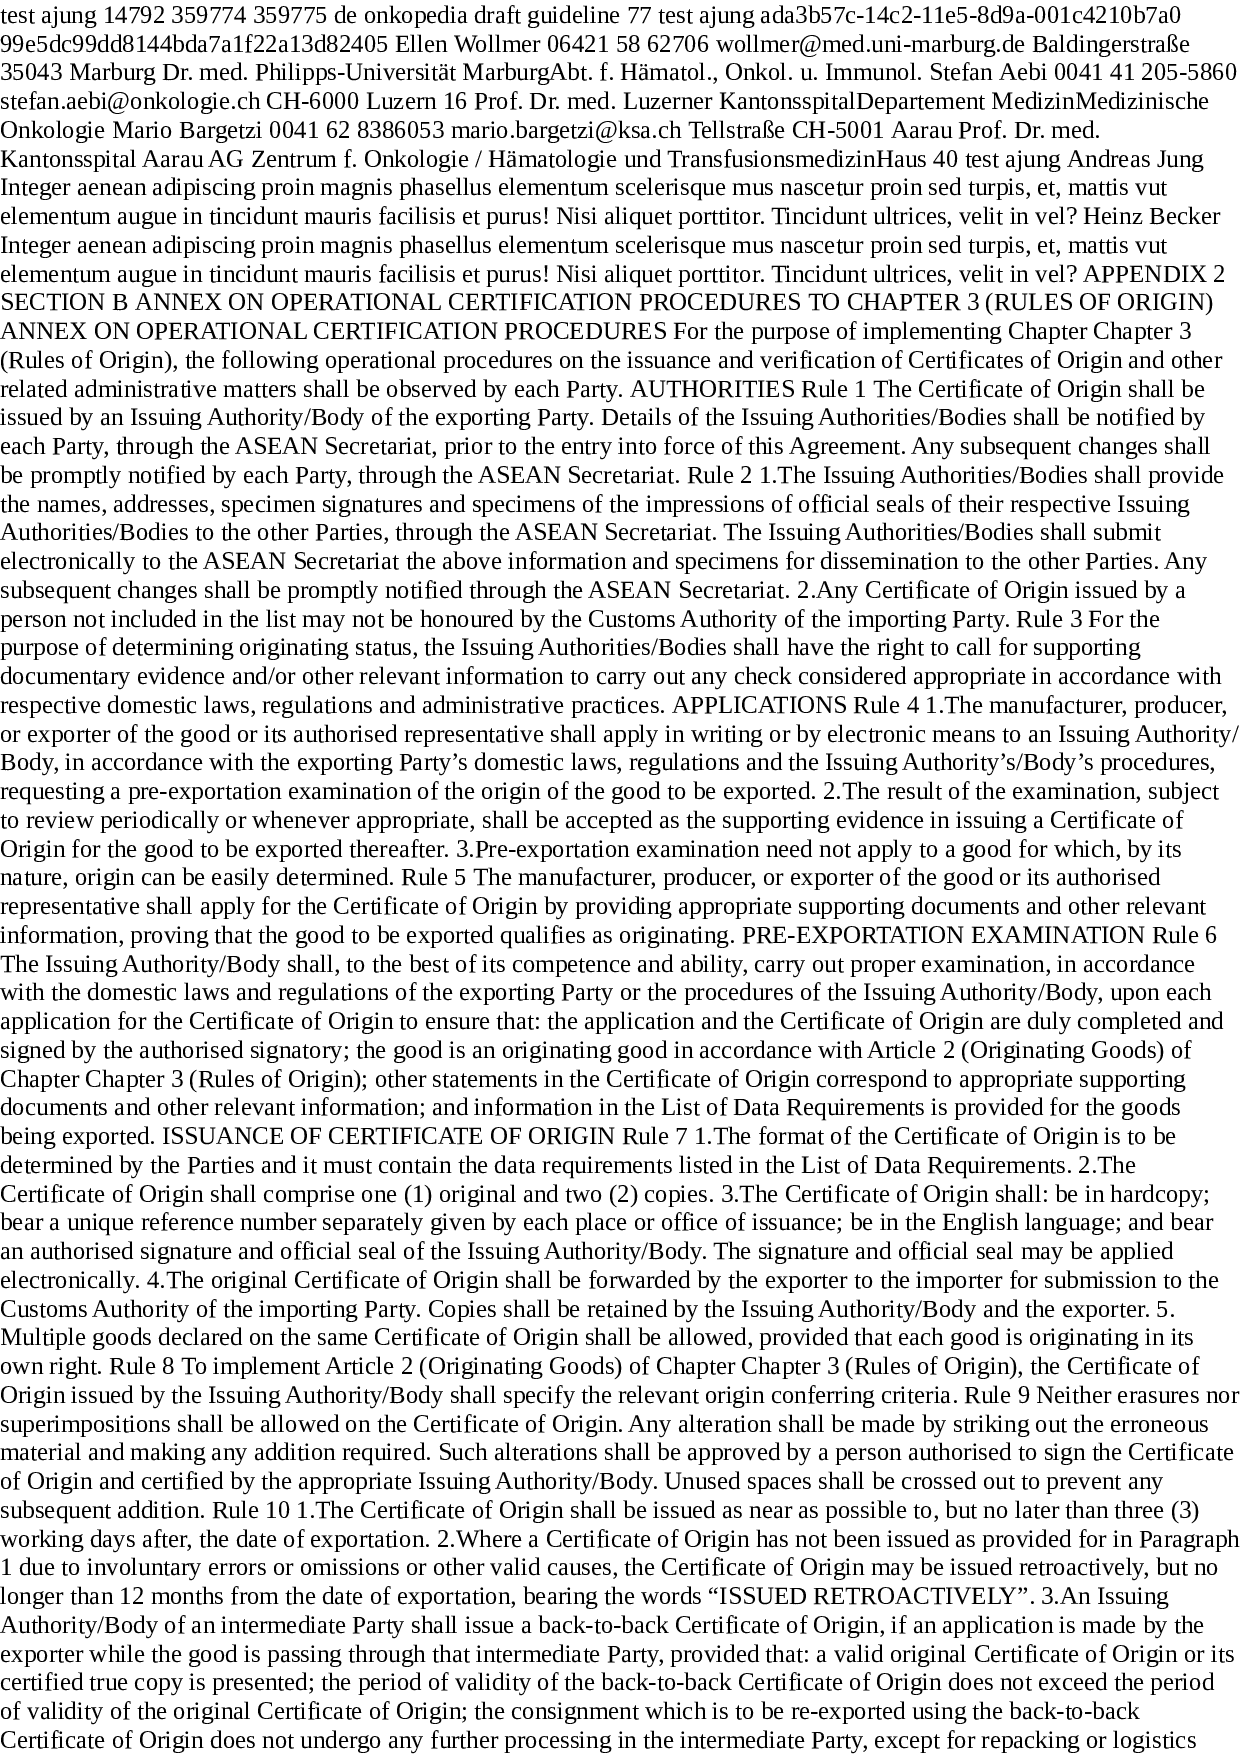 test ajung 14792 359774 359775 de onkopedia draft guideline 77 test ajung ada3b57c-14c2-11e5-8d9a-001c4210b7a0
99e5dc99dd8144bda7a1f22a13d82405 Ellen Wollmer 06421 58 62706 wollmer@med.uni-marburg.de Baldingerstraße
35043 Marburg Dr. med. Philipps-Universität MarburgAbt. f. Hämatol., Onkol. u. Immunol. Stefan Aebi 0041 41 205-5860
stefan.aebi@onkologie.ch CH-6000 Luzern 16 Prof. Dr. med. Luzerner KantonsspitalDepartement MedizinMedizinische
Onkologie Mario Bargetzi 0041 62 8386053 mario.bargetzi@ksa.ch Tellstraße CH-5001 Aarau Prof. Dr. med.
Kantonsspital Aarau AG Zentrum f. Onkologie / Hämatologie und TransfusionsmedizinHaus 40 test ajung Andreas Jung
Integer aenean adipiscing proin magnis phasellus elementum scelerisque mus nascetur proin sed turpis, et, mattis vut
elementum augue in tincidunt mauris facilisis et purus! Nisi aliquet porttitor. Tincidunt ultrices, velit in vel? Heinz Becker
Integer aenean adipiscing proin magnis phasellus elementum scelerisque mus nascetur proin sed turpis, et, mattis vut
elementum augue in tincidunt mauris facilisis et purus! Nisi aliquet porttitor. Tincidunt ultrices, velit in vel? APPENDIX 2
SECTION B ANNEX ON OPERATIONAL CERTIFICATION PROCEDURES TO CHAPTER 3 (RULES OF ORIGIN)
ANNEX ON OPERATIONAL CERTIFICATION PROCEDURES For the purpose of implementing Chapter Chapter 3
(Rules of Origin), the following operational procedures on the issuance and verification of Certificates of Origin and other
related administrative matters shall be observed by each Party. AUTHORITIES Rule 1 The Certificate of Origin shall be
issued by an Issuing Authority/Body of the exporting Party. Details of the Issuing Authorities/Bodies shall be notified by
each Party, through the ASEAN Secretariat, prior to the entry into force of this Agreement. Any subsequent changes shall
be promptly notified by each Party, through the ASEAN Secretariat. Rule 2 1.The Issuing Authorities/Bodies shall provide
the names, addresses, specimen signatures and specimens of the impressions of official seals of their respective Issuing
Authorities/Bodies to the other Parties, through the ASEAN Secretariat. The Issuing Authorities/Bodies shall submit
electronically to the ASEAN Secretariat the above information and specimens for dissemination to the other Parties. Any
subsequent changes shall be promptly notified through the ASEAN Secretariat. 2.Any Certificate of Origin issued by a
person not included in the list may not be honoured by the Customs Authority of the importing Party. Rule 3 For the
purpose of determining originating status, the Issuing Authorities/Bodies shall have the right to call for supporting
documentary evidence and/or other relevant information to carry out any check considered appropriate in accordance with
respective domestic laws, regulations and administrative practices. APPLICATIONS Rule 4 1.The manufacturer, producer,
or exporter of the good or its authorised representative shall apply in writing or by electronic means to an Issuing Authority/
Body, in accordance with the exporting Party’s domestic laws, regulations and the Issuing Authority’s/Body’s procedures,
requesting a pre-exportation examination of the origin of the good to be exported. 2.The result of the examination, subject
to review periodically or whenever appropriate, shall be accepted as the supporting evidence in issuing a Certificate of
Origin for the good to be exported thereafter. 3.Pre-exportation examination need not apply to a good for which, by its
nature, origin can be easily determined. Rule 5 The manufacturer, producer, or exporter of the good or its authorised
representative shall apply for the Certificate of Origin by providing appropriate supporting documents and other relevant
information, proving that the good to be exported qualifies as originating. PRE-EXPORTATION EXAMINATION Rule 6
The Issuing Authority/Body shall, to the best of its competence and ability, carry out proper examination, in accordance
with the domestic laws and regulations of the exporting Party or the procedures of the Issuing Authority/Body, upon each
application for the Certificate of Origin to ensure that: the application and the Certificate of Origin are duly completed and
signed by the authorised signatory; the good is an originating good in accordance with Article 2 (Originating Goods) of
Chapter Chapter 3 (Rules of Origin); other statements in the Certificate of Origin correspond to appropriate supporting
documents and other relevant information; and information in the List of Data Requirements is provided for the goods
being exported. ISSUANCE OF CERTIFICATE OF ORIGIN Rule 7 1.The format of the Certificate of Origin is to be
determined by the Parties and it must contain the data requirements listed in the List of Data Requirements. 2.The
Certificate of Origin shall comprise one (1) original and two (2) copies. 3.The Certificate of Origin shall: be in hardcopy;
bear a unique reference number separately given by each place or office of issuance; be in the English language; and bear
an authorised signature and official seal of the Issuing Authority/Body. The signature and official seal may be applied
electronically. 4.The original Certificate of Origin shall be forwarded by the exporter to the importer for submission to the
Customs Authority of the importing Party. Copies shall be retained by the Issuing Authority/Body and the exporter. 5.
Multiple goods declared on the same Certificate of Origin shall be allowed, provided that each good is originating in its
own right. Rule 8 To implement Article 2 (Originating Goods) of Chapter Chapter 3 (Rules of Origin), the Certificate of
Origin issued by the Issuing Authority/Body shall specify the relevant origin conferring criteria. Rule 9 Neither erasures nor
superimpositions shall be allowed on the Certificate of Origin. Any alteration shall be made by striking out the erroneous
material and making any addition required. Such alterations shall be approved by a person authorised to sign the Certificate
of Origin and certified by the appropriate Issuing Authority/Body. Unused spaces shall be crossed out to prevent any
subsequent addition. Rule 10 1.The Certificate of Origin shall be issued as near as possible to, but no later than three (3)
working days after, the date of exportation. 2.Where a Certificate of Origin has not been issued as provided for in Paragraph
1 due to involuntary errors or omissions or other valid causes, the Certificate of Origin may be issued retroactively, but no
longer than 12 months from the date of exportation, bearing the words “ISSUED RETROACTIVELY”. 3.An Issuing
Authority/Body of an intermediate Party shall issue a back-to-back Certificate of Origin, if an application is made by the
exporter while the good is passing through that intermediate Party, provided that: a valid original Certificate of Origin or its
certified true copy is presented; the period of validity of the back-to-back Certificate of Origin does not exceed the period
of validity of the original Certificate of Origin; the consignment which is to be re-exported using the back-to-back
Certificate of Origin does not undergo any further processing in the intermediate Party, except for repacking or logistics